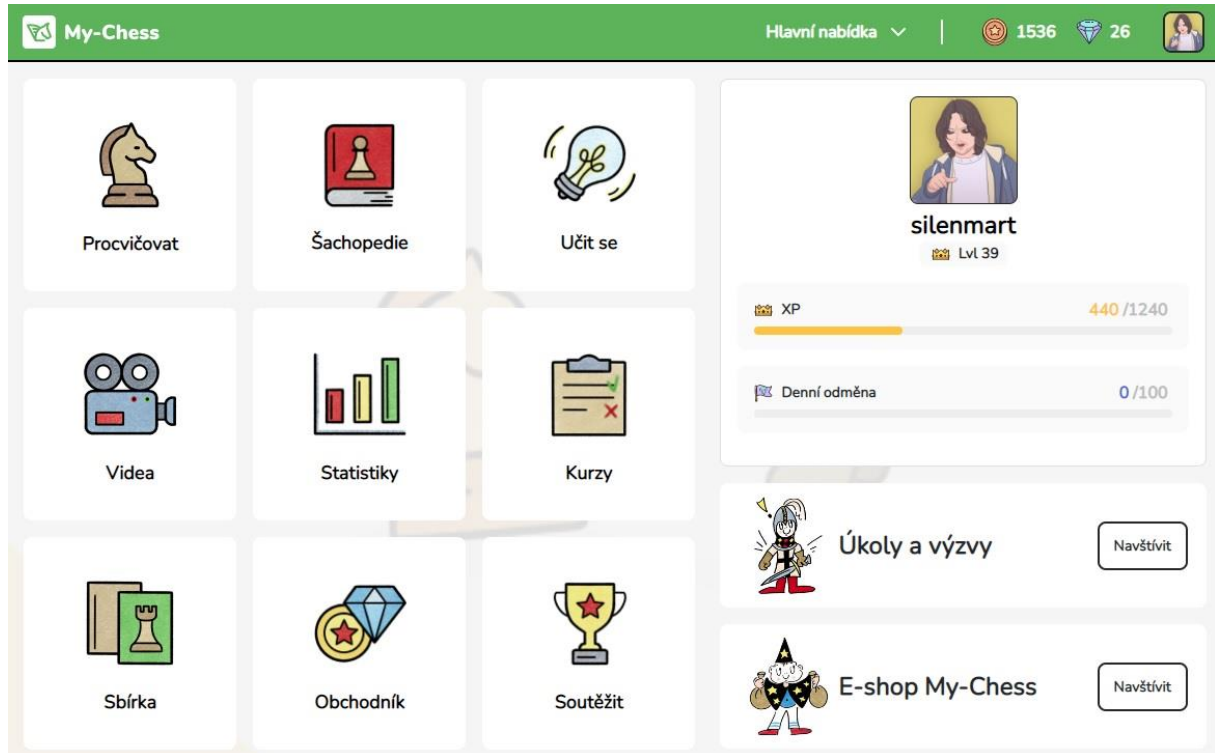 My-Chess
Hlavní nabídka
1536
26
Procvičovat
Šachopedie
Učit se
Videa
Statistiky
Kurzy
Sbírka
Obchodník
Soutěžit
silenmart
Lvl 39
XP
440 /1240
Denní odměna
0 /100
Úkoly a výzvy
Navštívit
E-shop My-Chess
Navštívit